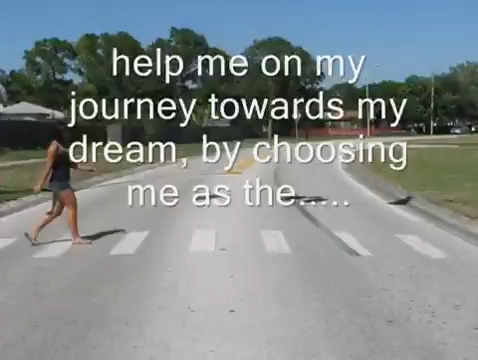 help me on my
journey towards my
dream, by choosing
me as the.....